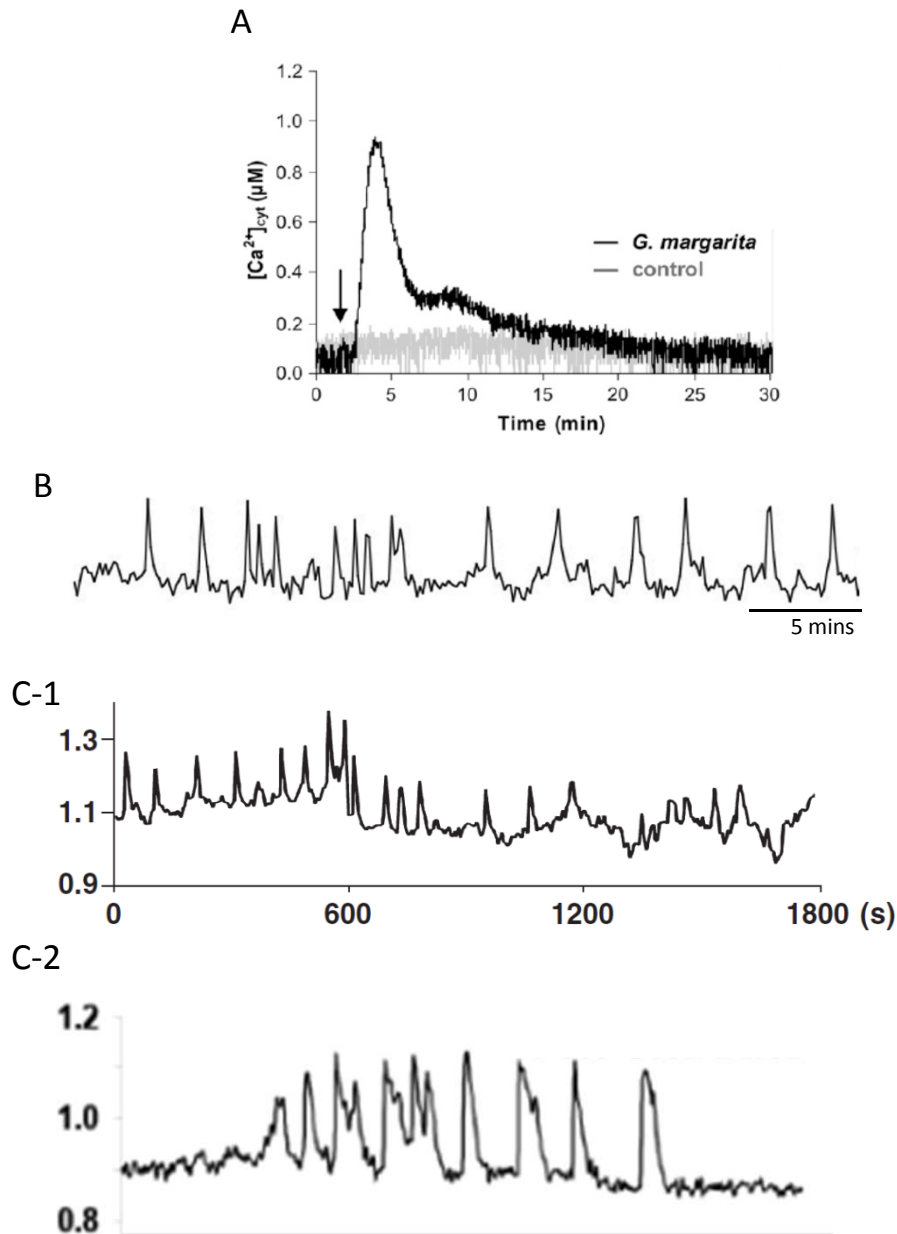 A
1.2
1.0
0.8
0.6
0.4
0.2
0.0
[Ca²⁺]cyt (µM)
G. margarita
control
0 5 10 15 20 25 30
Time (min)
B
5 mins
C-1
1.3
1.1
0.9
0 600 1200 1800 (s)
C-2
1.2
1.0
0.8